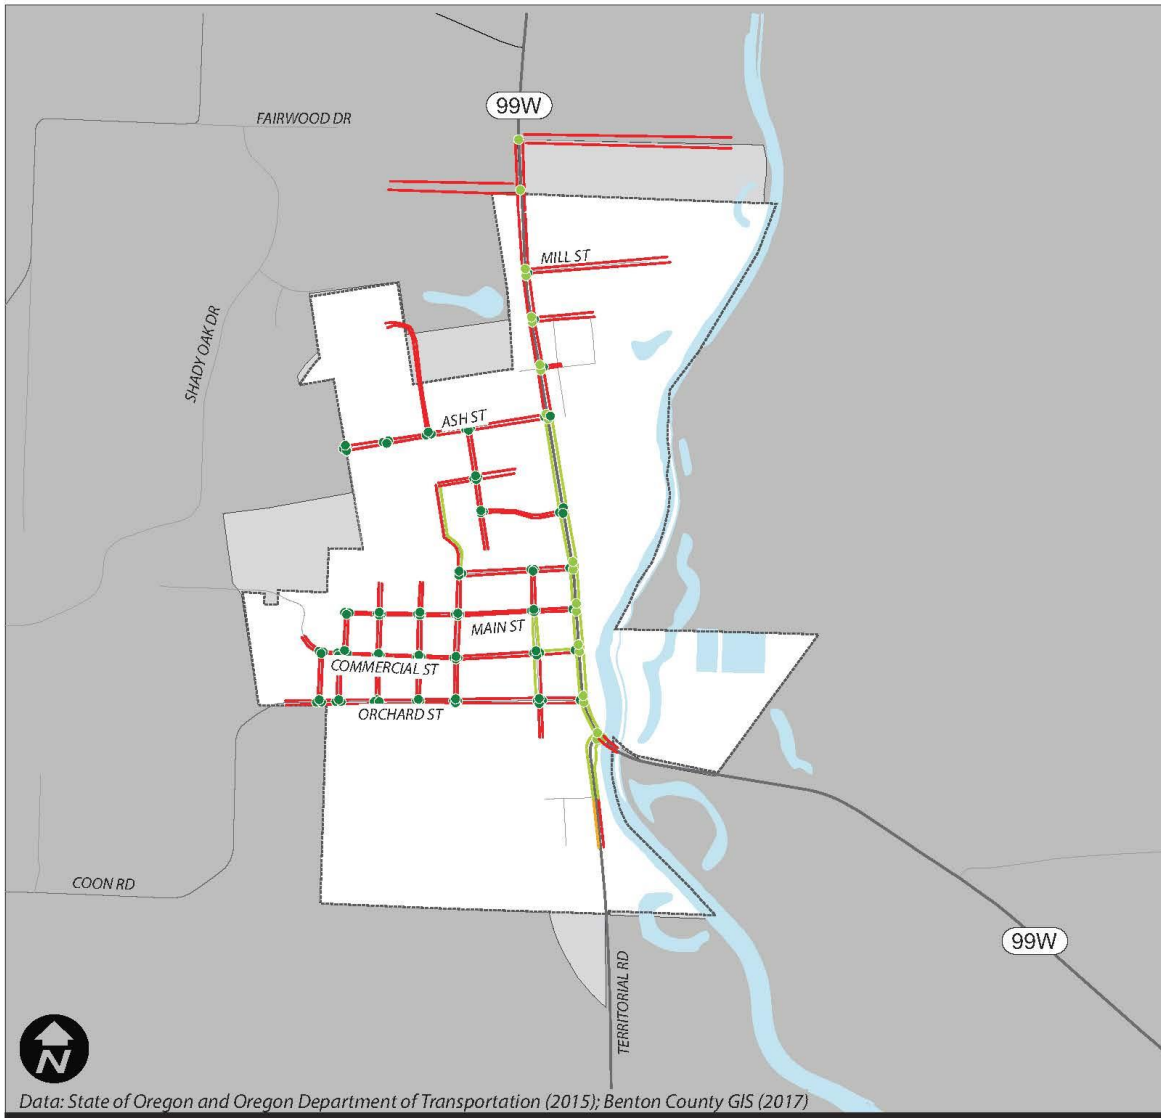 99W
FAIRWOOD DR
MILL ST
SHADY OAK DR
ASH ST
MAIN ST
COMMERCIAL ST
ORCHARD ST
COON RD
99W
TERRITORIAL RD
N
Data: State of Oregon and Oregon Department of Transportation (2015); Benton County GIS (2017)